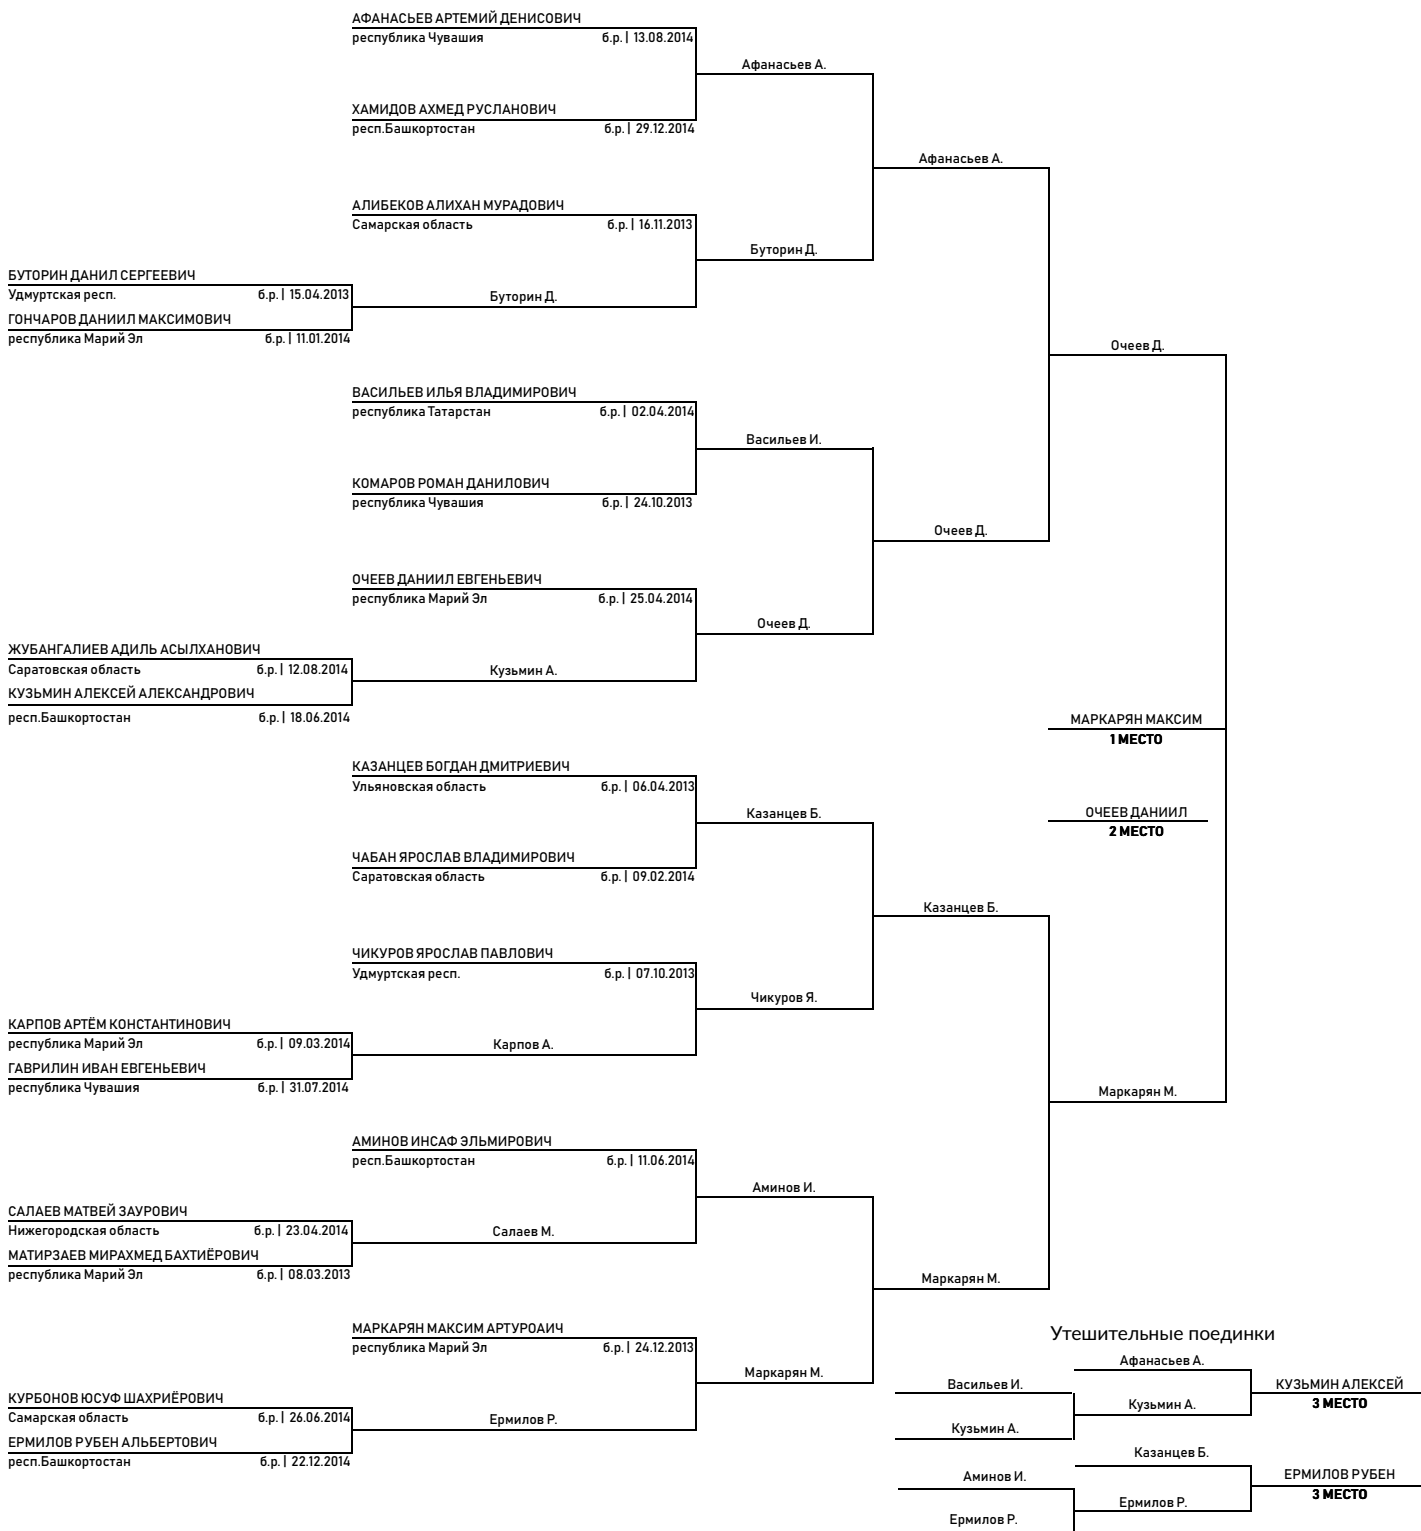 АФАНАСЬЕВ АРТЕМИЙ ДЕНИСОВИЧ
республика Чувашия б.р. | 13.08.2014
Афанасьев А.
ХАМИДОВ АХМЕД РУСЛАНОВИЧ
респ.Башкортостан б.р. | 29.12.2014
Афанасьев А.
АЛИБЕКОВ АЛИХАН МУРАДОВИЧ
Самарская область б.р. | 16.11.2013
Буторин Д.
БУТОРИН ДАНИЛ СЕРГЕЕВИЧ
Удмуртская респ. б.р. | 15.04.2013
Буторин Д.
ГОНЧАРОВ ДАНИИЛ МАКСИМОВИЧ
республика Марий Эл б.р. | 11.01.2014
Очеев Д.
ВАСИЛЬЕВ ИЛЬЯ ВЛАДИМИРОВИЧ
республика Татарстан б.р. | 02.04.2014
Васильев И.
КОМАРОВ РОМАН ДАНИЛОВИЧ
республика Чувашия б.р. | 24.10.2013
Очеев Д.
ОЧЕЕВ ДАНИИЛ ЕВГЕНЬЕВИЧ
республика Марий Эл б.р. | 25.04.2014
Очеев Д.
ЖУБАНГАЛИЕВ АДИЛЬ АСЫЛХАНОВИЧ
Саратовская область б.р. | 12.08.2014
Кузьмин А.
КУЗЬМИН АЛЕКСЕЙ АЛЕКСАНДРОВИЧ
респ.Башкортостан б.р. | 18.06.2014
МАРКАРЯН МАКСИМ
1 МЕСТО
КАЗАНЦЕВ БОГДАН ДМИТРИЕВИЧ
Ульяновская область б.р. | 06.04.2013
Казанцев Б.
ОЧЕЕВ ДАНИИЛ
2 МЕСТО
ЧАБАН ЯРОСЛАВ ВЛАДИМИРОВИЧ
Саратовская область б.р. | 09.02.2014
Казанцев Б.
ЧИКУРОВ ЯРОСЛАВ ПАВЛОВИЧ
Удмуртская респ. б.р. | 07.10.2013
Чикуров Я.
КАРПОВ АРТЁМ КОНСТАНТИНОВИЧ
республика Марий Эл б.р. | 09.03.2014
Карпов А.
ГАВРИЛИН ИВАН ЕВГЕНЬЕВИЧ
республика Чувашия б.р. | 31.07.2014
Маркарян М.
АМИНОВ ИНСАФ ЭЛЬМИРОВИЧ
респ.Башкортостан б.р. | 11.06.2014
Аминов И.
САЛАЕВ МАТВЕЙ ЗАУРОВИЧ
Нижегородская область б.р. | 23.04.2014
Салаев М.
МАТИРЗАЕВ МИРАХМЕД БАХТИЁРОВИЧ
республика Марий Эл б.р. | 08.03.2013
Маркарян М.
МАРКАРЯН МАКСИМ АРТУРОАИЧ
республика Марий Эл б.р. | 24.12.2013
Маркарян М.
КУРБОНОВ ЮСУФ ШАХРИЁРОВИЧ
Самарская область б.р. | 26.06.2014
Ермилов Р.
ЕРМИЛОВ РУБЕН АЛЬБЕРТОВИЧ
респ.Башкортостан б.р. | 22.12.2014
Утешительные поединки
Афанасьев А.
Васильев И.
КУЗЬМИН АЛЕКСЕЙ
3 МЕСТО
Кузьмин А.
Кузьмин А.
Казанцев Б.
Аминов И.
ЕРМИЛОВ РУБЕН
3 МЕСТО
Ермилов Р.
Ермилов Р.